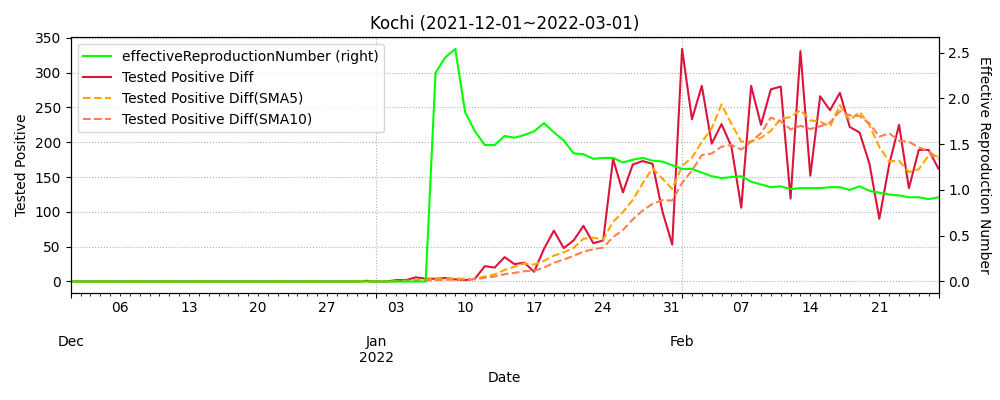 Kochi (2021-12-01~2022-03-01)
effectiveReproductionNumber (right)
Tested Positive Diff
Tested Positive Diff(SMA5)
Tested Positive Diff(SMA10)
Tested Positive
350
300
250
200
150
100
50
0
2.5
2.0
1.5
1.0
0.5
0.0
Effective Reproduction Number
06 13 20 27 03 10 17 24 31 07 14 21
Dec Jan Feb
2022
Date